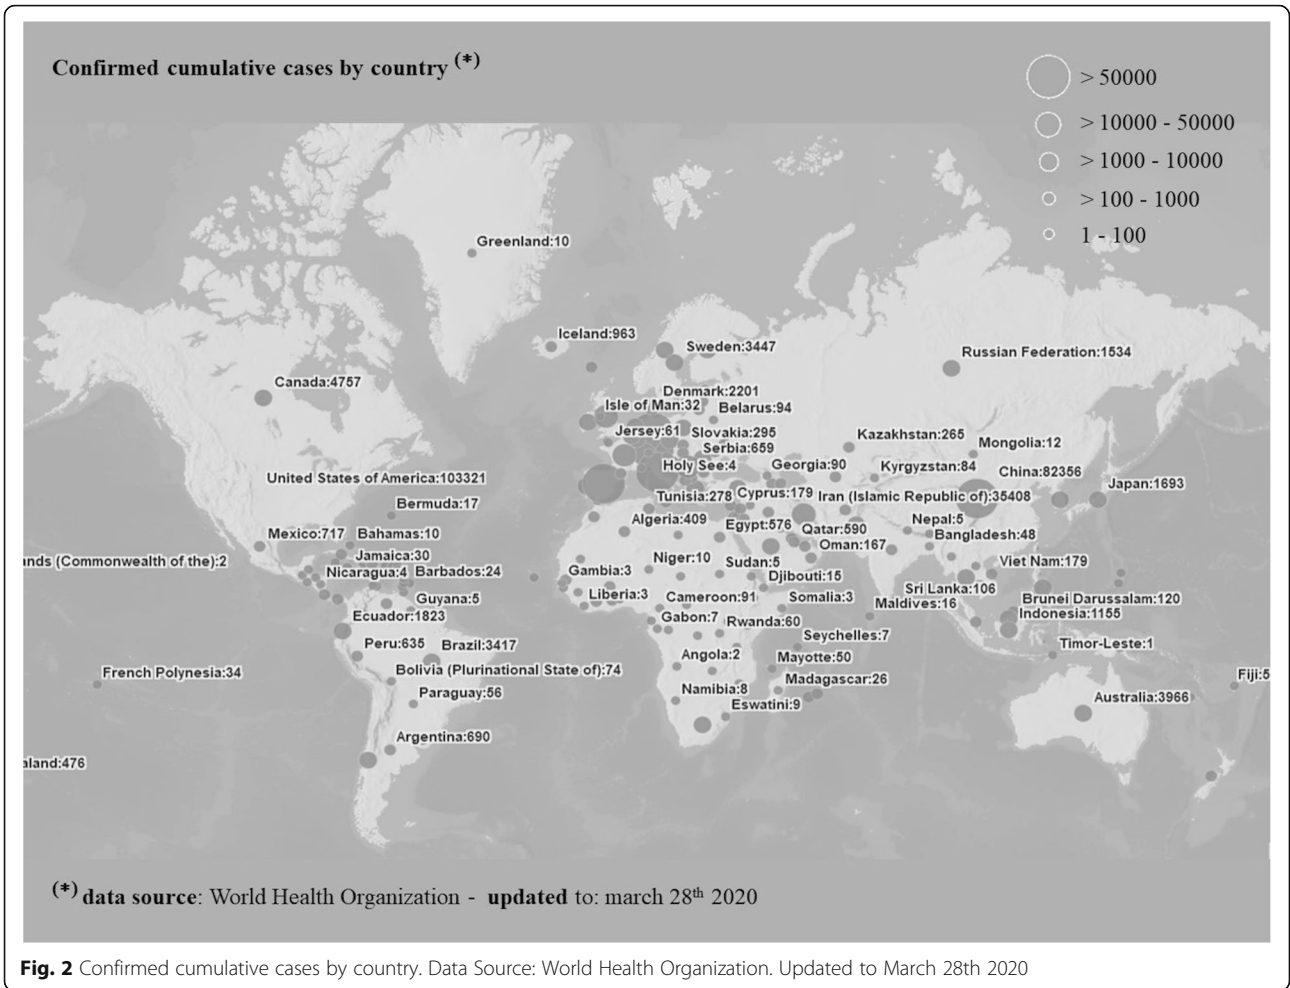 Confirmed cumulative cases by country (*)
> 50000
> 10000 - 50000
> 1000 - 10000
> 100 - 1000
1 - 100
Greenland:10
Iceland:963
Sweden:3447
Russian Federation:1534
Canada:4757
Denmark:2201
Isle of Man:32
Belarus:94
Jersey:61
Slovakia:295
Kazakhstan:265
Serbia:659
Mongolia:12
Holy See:4
Georgia:90
Kyrgyzstan:84
China:82356
United States of America:103321
Japan:1693
Bermuda:17
Tunisia:278
Cyprus:179
Iran (Islamic Republic of):35408
Algeria:409
Egypt:576
Qatar:590
Nepal:5
Mexico:717
Bahamas:10
Bangladesh:48
Oman:167
Jamaica:30
Niger:10
Sudan:5
Viet Nam:179
ands (Commonwealth of the):2
Nicaragua:4
Barbados:24
Gambia:3
Djibouti:15
Sri Lanka:106
Liberia:3
Cameroon:91
Somalia:3
Maldives:16
Brunei Darussalam:120
Guyana:5
Indonesia:1155
Ecuador:1823
Gabon:7
Rwanda:60
Seychelles:7
Peru:635
Brazil:3417
Timor-Leste:1
Angola:2
Mayotte:50
French Polynesia:34
Bolivia (Plurinational State of):74
Madagascar:26
Fiji:5
Paraguay:56
Namibia:8
Eswatini:9
Australia:3966
Argentina:690
aland:476
(*) data source: World Health Organization - updated to: march 28th 2020
Fig. 2 Confirmed cumulative cases by country. Data Source: World Health Organization. Updated to March 28th 2020